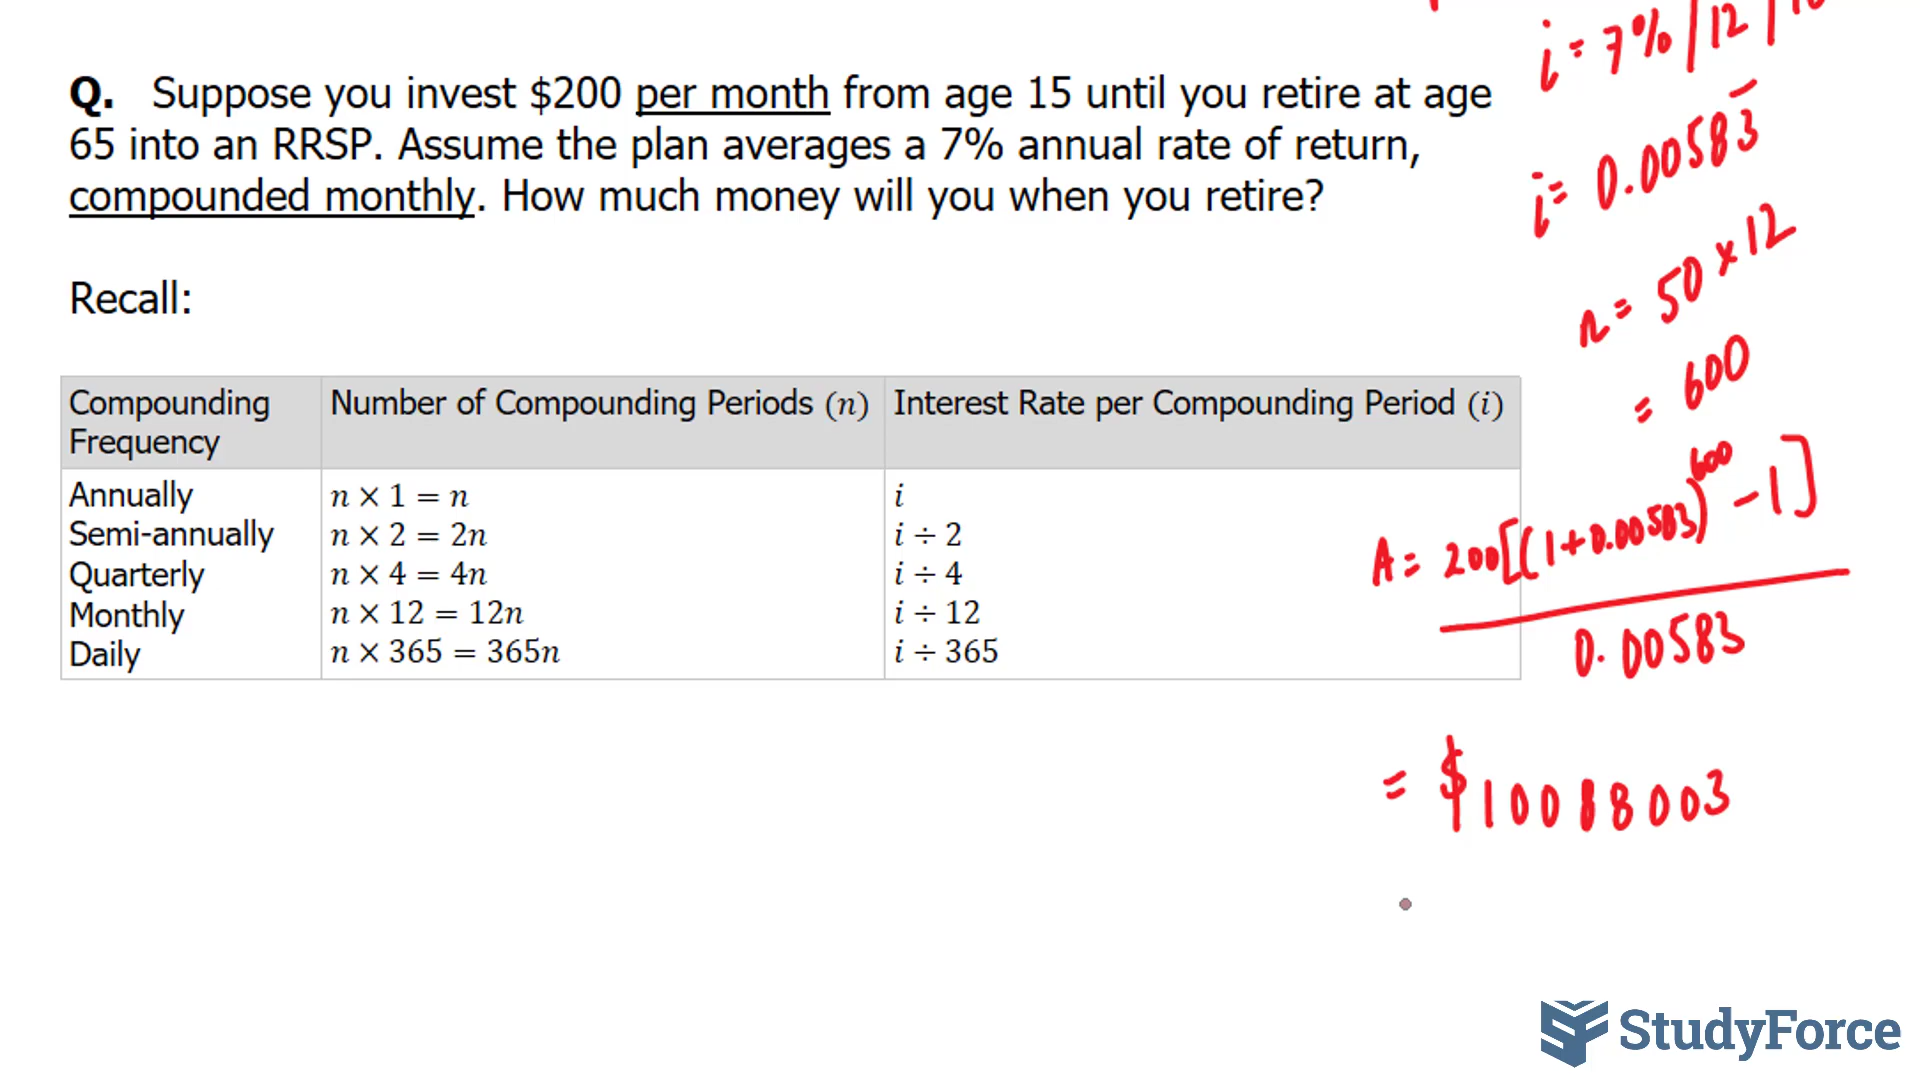 Q. Suppose you invest $200 per month from age 15 until you retire at age
65 into an RRSP. Assume the plan averages a 7% annual rate of return,
compounded monthly. How much money will you when you retire?
Recall:
Compounding Frequency | Number of Compounding Periods (n) | Interest Rate per Compounding Period (i)
Annually | n × 1 = n | i
Semi-annually | n × 2 = 2n | i ÷ 2
Quarterly | n × 4 = 4n | i ÷ 4
Monthly | n × 12 = 12n | i ÷ 12
Daily | n × 365 = 365n | i ÷ 365
i = 7% / 12 /
i = 0.00583̅
n = 50 × 12
= 600
A = 200[(1+0.00583)^600 − 1]
0.00583
= $10088003
StudyForce